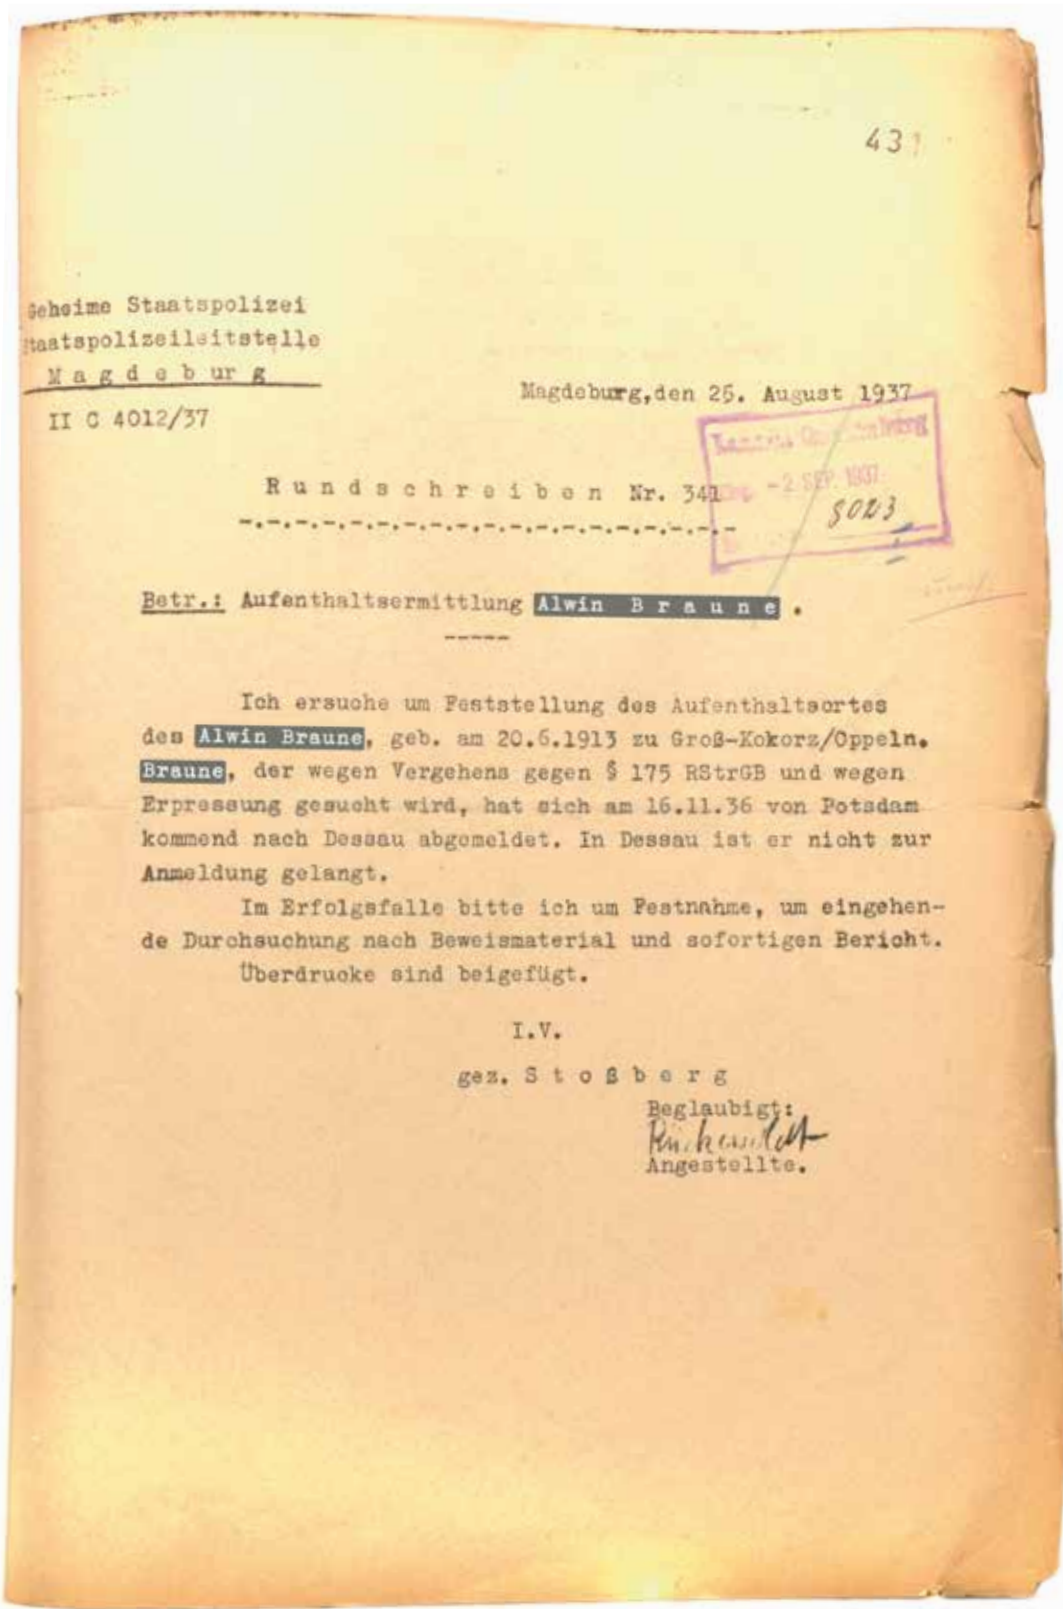 431
Geheime Staatspolizei
Staatspolizeileitstelle
M a g d e b ur g
Magdeburg,den 25. August 1937
II C 4012/37
- 2 SEP. 1937
R u n d s c h r e i b e n Nr. 341
-.-.-.-.-.-.-.-.-.-.-.-.-.-.-.-.-.-
Betr.: Aufenthaltsermittlung Alwin B r a u n e .
-----
Ich ersuche um Feststellung des Aufenthaltsortes
des Alwin Braune, geb. am 20.6.1913 zu Groß-Kokorz/Oppeln.
Braune, der wegen Vergehens gegen § 175 RStrGB und wegen
Erpressung gesucht wird, hat sich am 16.11.36 von Potsdam
kommend nach Dessau abgemeldet. In Dessau ist er nicht zur
Anmeldung gelangt.
Im Erfolgsfalle bitte ich um Festnahme, um eingehen-
de Durchsuchung nach Beweismaterial und sofortigen Bericht.
Überdrucke sind beigefügt.
I.V.
gez. S t o ß b e r g
Beglaubigt:
Angestellte.